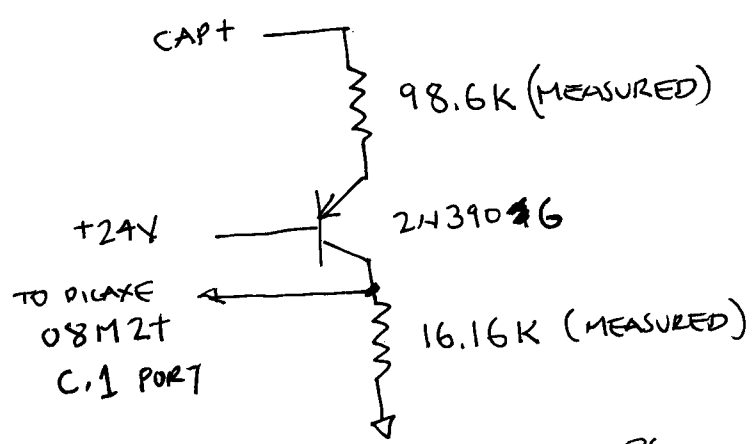 CAP+
98.6K (MEASURED)
+24V
2N3906
TO PICAXE
08M2+
C.1 PORT
16.16K (MEASURED)